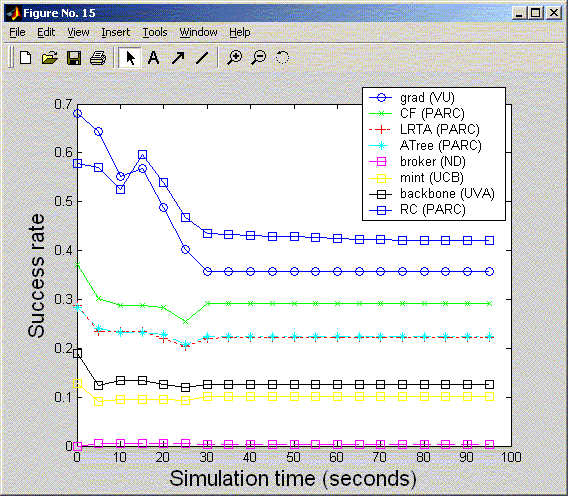 Figure No. 15
File Edit View Insert Tools Window Help
A
grad (VU)
CF (PARC)
LRTA (PARC)
ATree (PARC)
broker (ND)
mint (UCB)
backbone (UVA)
RC (PARC)
0.7
0.6
0.5
0.4
0.3
0.2
0.1
0
Success rate
0 10 20 30 40 50 60 70 80 90 100
Simulation time (seconds)